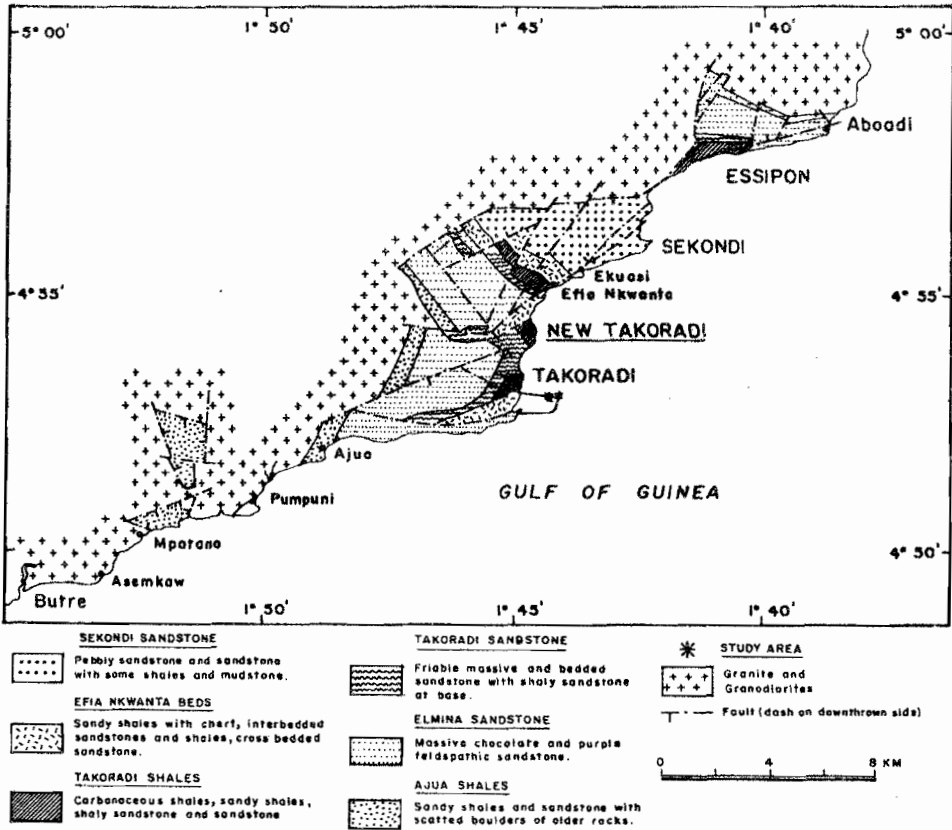 5° 00'
1° 50'
1° 45'
1° 40'
5° 00'
Aboadi
ESSIPON
SEKONDI
Ekuasi
Efia Nkwanta
4° 55'
4° 55'
NEW TAKORADI
TAKORADI
Ajua
GULF OF GUINEA
Pumpuni
Mpatano
4° 50'
Asemkaw
Butre
1° 50'
1° 45'
1° 40'
SEKONDI SANDSTONE
Pebbly sandstone and sandstone
with some shales and mudstone.
EFIA NKWANTA BEDS
Sandy shales with chert, interbedded
sandstones and shales, cross bedded
sandstone.
TAKORADI SHALES
Carbonaceous shales, sandy shales,
shaly sandstone and sandstone
TAKORADI SANDSTONE
Friable massive and bedded
sandstone with shaly sandstone
at base.
ELMINA SANDSTONE
Massive chocolate and purple
feldspathic sandstone.
AJUA SHALES
Sandy shales and sandstone with
scatted boulders of older rocks.
STUDY AREA
Granite and
Granodiorites
Fault (dash on downthrown side)
0 4 8 KM